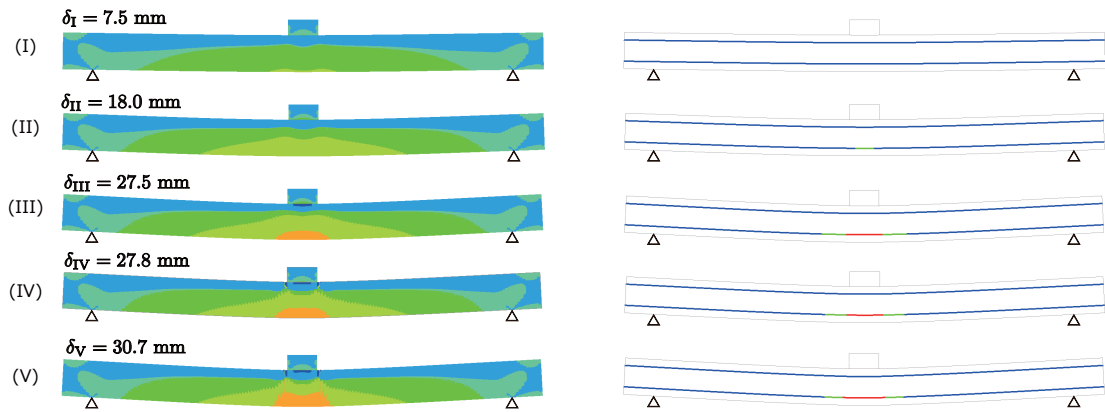 δI = 7.5 mm
(I)
δII = 18.0 mm
(II)
δIII = 27.5 mm
(III)
δIV = 27.8 mm
(IV)
δV = 30.7 mm
(V)